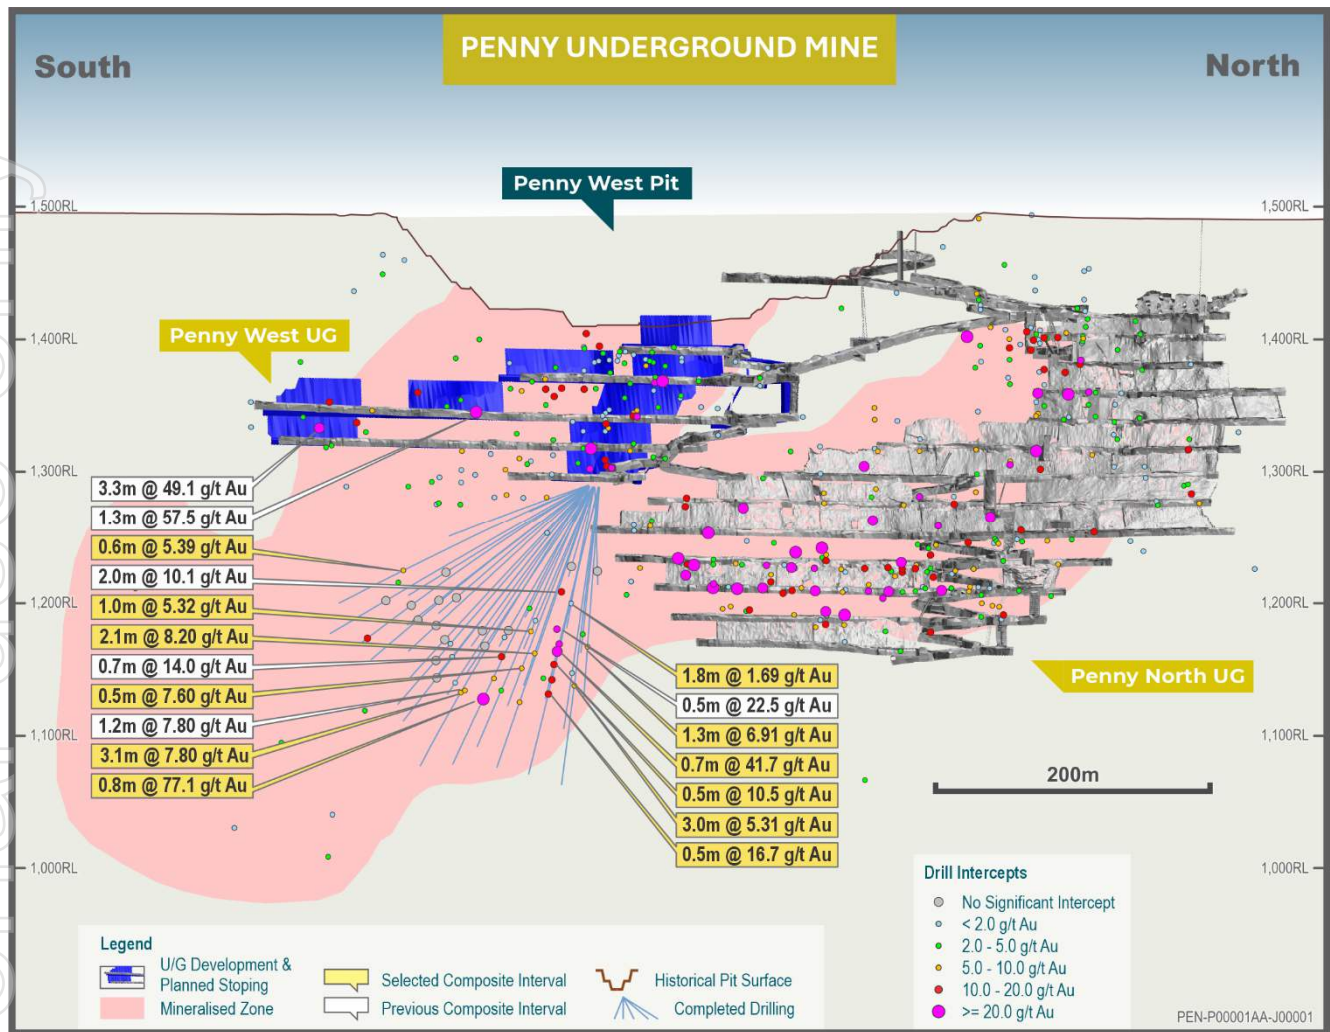 PENNY UNDERGROUND MINE
South
North
Penny West Pit
1,500RL
1,500RL
Penny West UG
1,400RL
1,400RL
1,300RL
1,300RL
3.3m @ 49.1 g/t Au
1.3m @ 57.5 g/t Au
0.6m @ 5.39 g/t Au
2.0m @ 10.1 g/t Au
1.0m @ 5.32 g/t Au
2.1m @ 8.20 g/t Au
0.7m @ 14.0 g/t Au
0.5m @ 7.60 g/t Au
1.2m @ 7.80 g/t Au
3.1m @ 7.80 g/t Au
0.8m @ 77.1 g/t Au
1,200RL
1,200RL
1.8m @ 1.69 g/t Au
0.5m @ 22.5 g/t Au
1.3m @ 6.91 g/t Au
0.7m @ 41.7 g/t Au
0.5m @ 10.5 g/t Au
3.0m @ 5.31 g/t Au
0.5m @ 16.7 g/t Au
Penny North UG
1,100RL
1,100RL
200m
1,000RL
1,000RL
Legend
U/G Development &
Planned Stoping
Mineralised Zone
Selected Composite Interval
Previous Composite Interval
Historical Pit Surface
Completed Drilling
Drill Intercepts
No Significant Intercept
< 2.0 g/t Au
2.0 - 5.0 g/t Au
5.0 - 10.0 g/t Au
10.0 - 20.0 g/t Au
>= 20.0 g/t Au
PEN-P00001AA-J00001